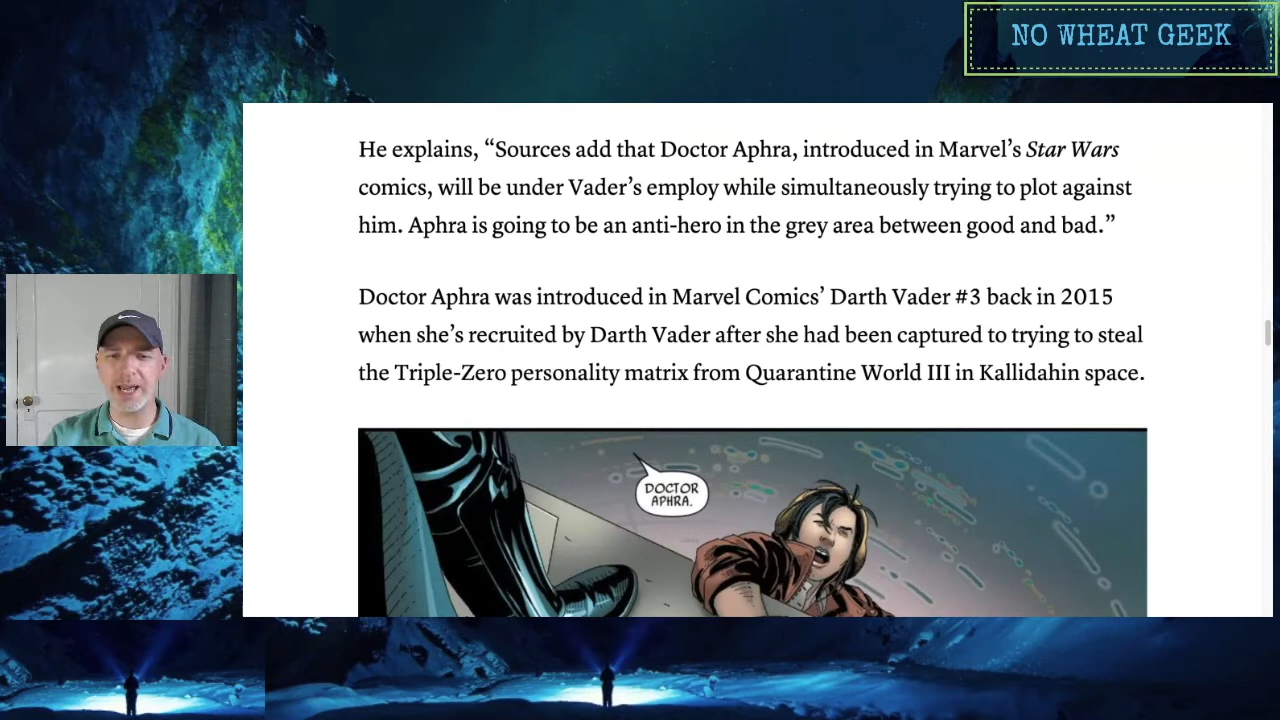 NO WHEAT GEEK
He explains, “Sources add that Doctor Aphra, introduced in Marvel’s Star Wars
comics, will be under Vader’s employ while simultaneously trying to plot against
him. Aphra is going to be an anti-hero in the grey area between good and bad.”
Doctor Aphra was introduced in Marvel Comics’ Darth Vader #3 back in 2015
when she’s recruited by Darth Vader after she had been captured to trying to steal
the Triple-Zero personality matrix from Quarantine World III in Kallidahin space.
DOCTOR
APHRA.